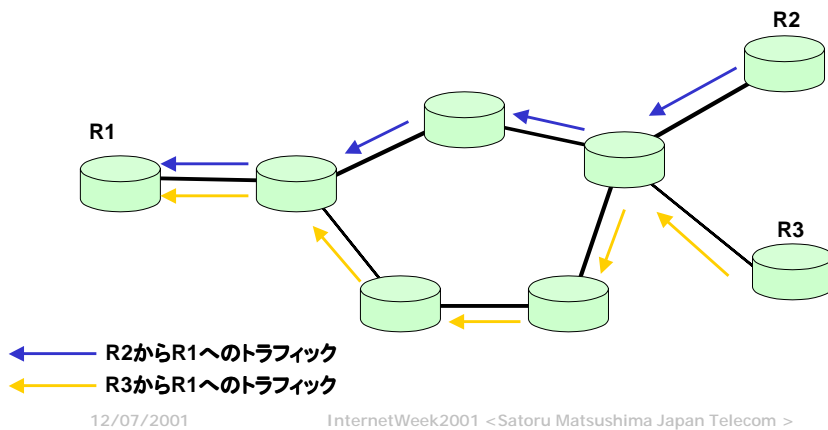 R2
R1
R3
R2からR1へのトラフィック
R3からR1へのトラフィック
12/07/2001
InternetWeek2001 <Satoru Matsushima Japan Telecom >